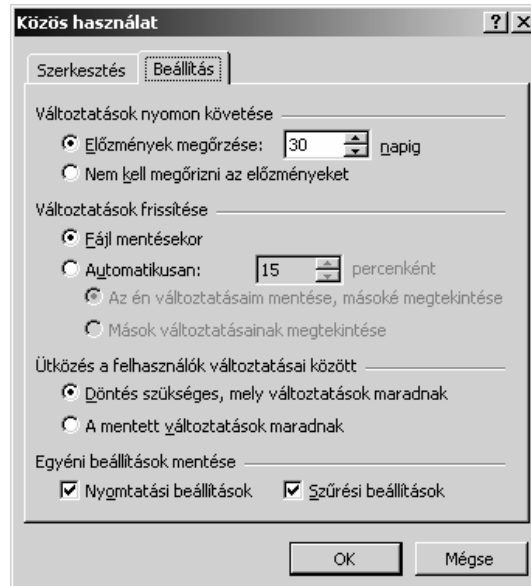 Közös használat
Szerkesztés Beállítás
Változtatások nyomon követése
Előzmények megőrzése: 30 napig
Nem kell megőrizni az előzményeket
Változtatások frissítése
Fájl mentésekor
Automatikusan: 15 percenként
Az én változtatásaim mentése, másoké megtekintése
Mások változtatásainak megtekintése
Ütközés a felhasználók változtatásai között
Döntés szükséges, mely változtatások maradnak
A mentett változtatások maradnak
Egyéni beállítások mentése
Nyomtatási beállítások Szűrési beállítások
OK Mégse